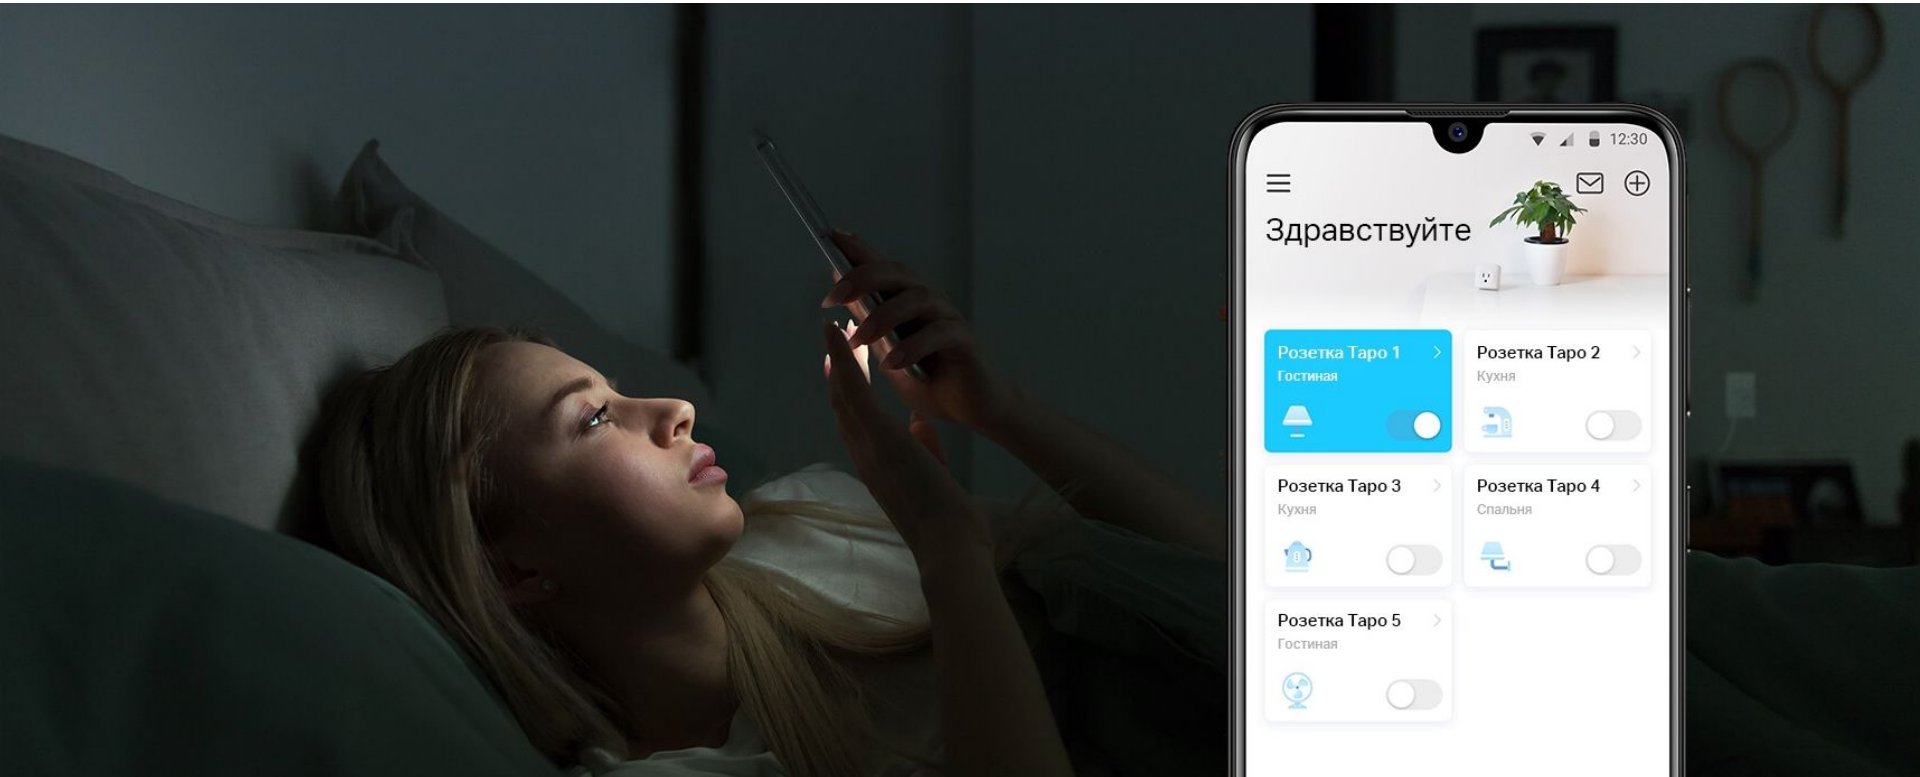 12:30
Здравствуйте
Розетка Tapo 1
Гостиная
Розетка Tapo 2
Кухня
Розетка Tapo 3
Кухня
Розетка Tapo 4
Спальня
Розетка Tapo 5
Гостиная